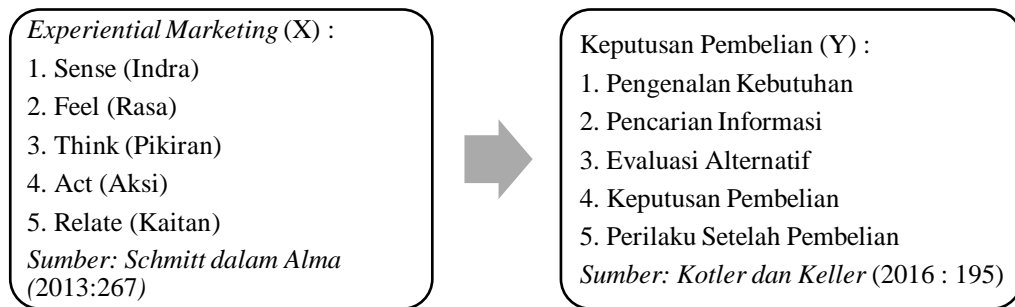 Experiential Marketing (X) :
1. Sense (Indra)
2. Feel (Rasa)
3. Think (Pikiran)
4. Act (Aksi)
5. Relate (Kaitan)
Sumber: Schmitt dalam Alma
(2013:267)
Keputusan Pembelian (Y) :
1. Pengenalan Kebutuhan
2. Pencarian Informasi
3. Evaluasi Alternatif
4. Keputusan Pembelian
5. Perilaku Setelah Pembelian
Sumber: Kotler dan Keller (2016 : 195)